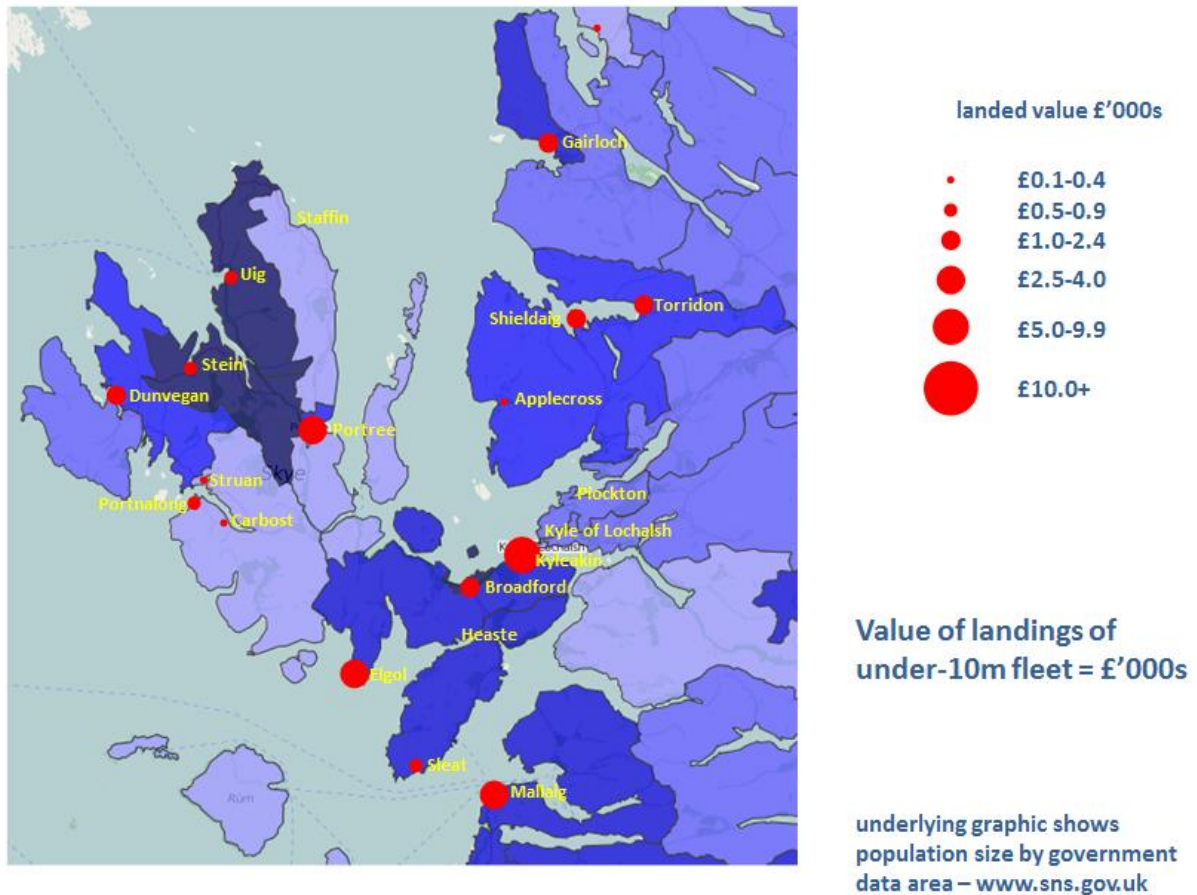 landed value £’000s
£0.1-0.4
£0.5-0.9
£1.0-2.4
£2.5-4.0
£5.0-9.9
£10.0+
Gairloch
Staffin
Uig
Torridon
Shieldaig
Stein
Dunvegan
Applecross
Portree
Skye
Struan
Plockton
Portnalong
Carbost
Kyle of Lochalsh
Kyleakin
Broadford
Heaste
Elgol
Sleat
Mallaig
Rùm
Value of landings of
under-10m fleet = £’000s
underlying graphic shows
population size by government
data area – www.sns.gov.uk